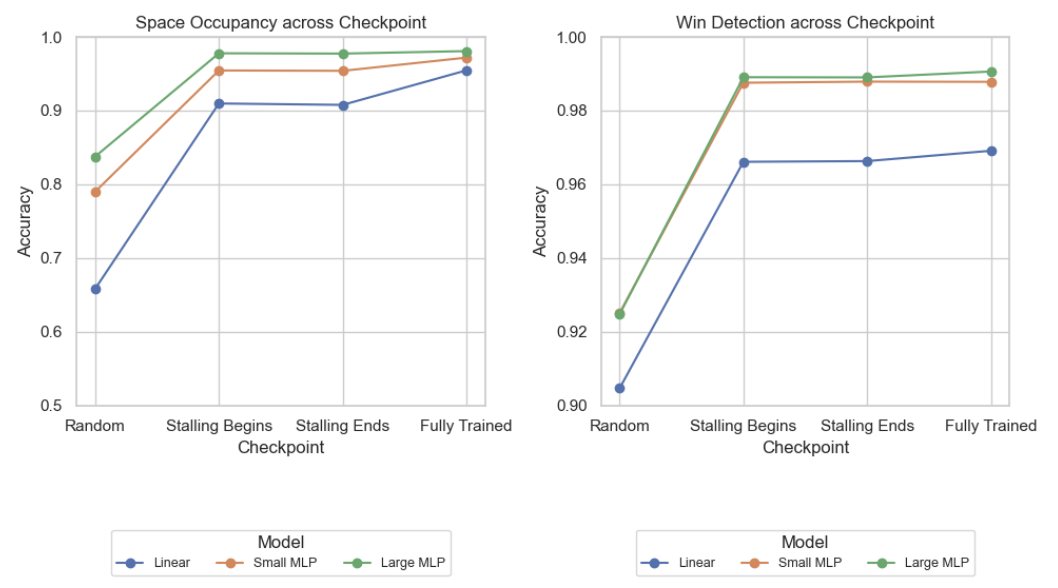 Space Occupancy across Checkpoint
1.0
0.9
0.8
0.7
0.6
0.5
Accuracy
Random Stalling Begins Stalling Ends Fully Trained
Checkpoint
Model
Linear Small MLP Large MLP
Win Detection across Checkpoint
1.00
0.98
0.96
0.94
0.92
0.90
Accuracy
Random Stalling Begins Stalling Ends Fully Trained
Checkpoint
Model
Linear Small MLP Large MLP